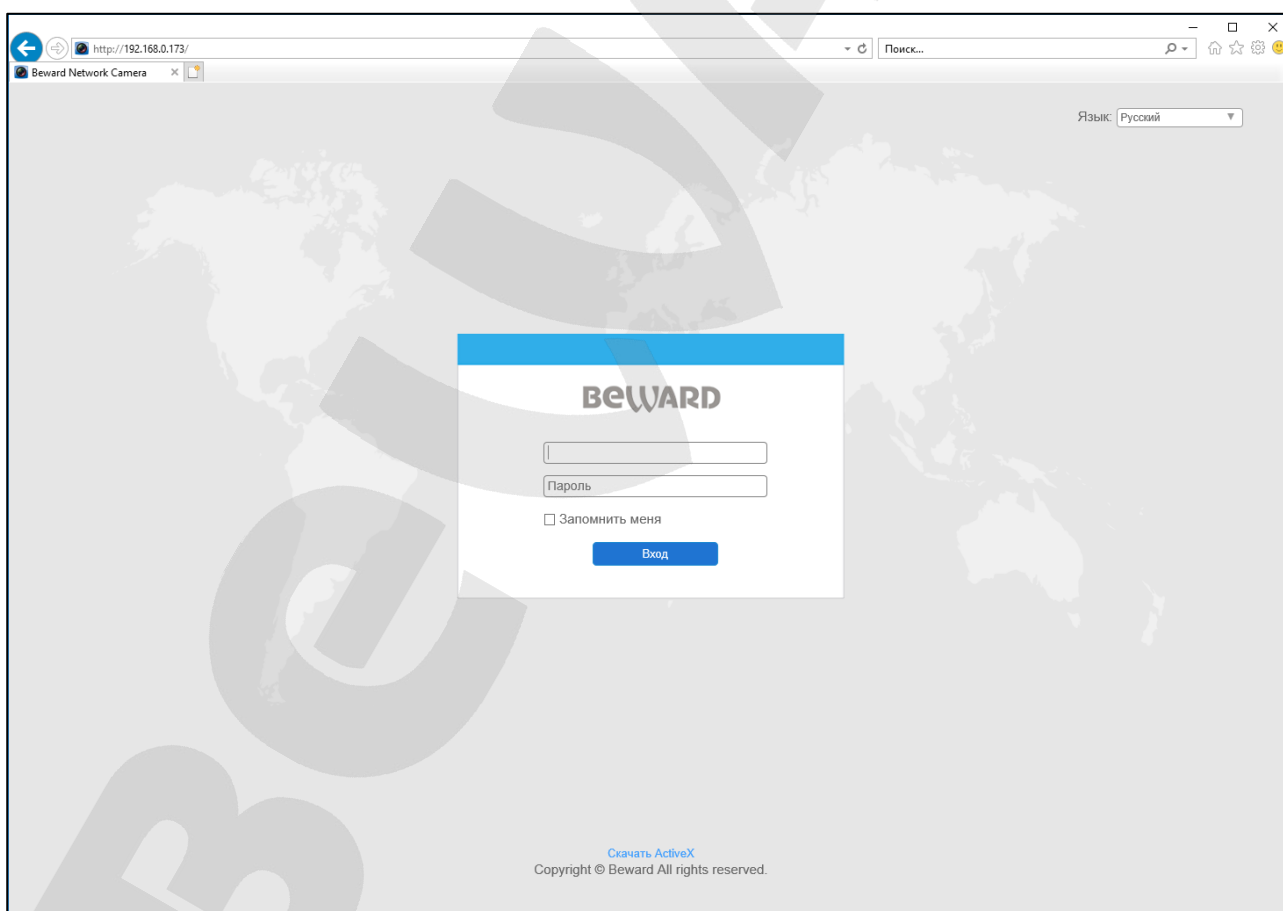 http://192.168.0.173/
Поиск...
Beward Network Camera
Язык: Русский
BeWARD
Пароль
Запомнить меня
Вход
Скачать ActiveX
Copyright © Beward All rights reserved.